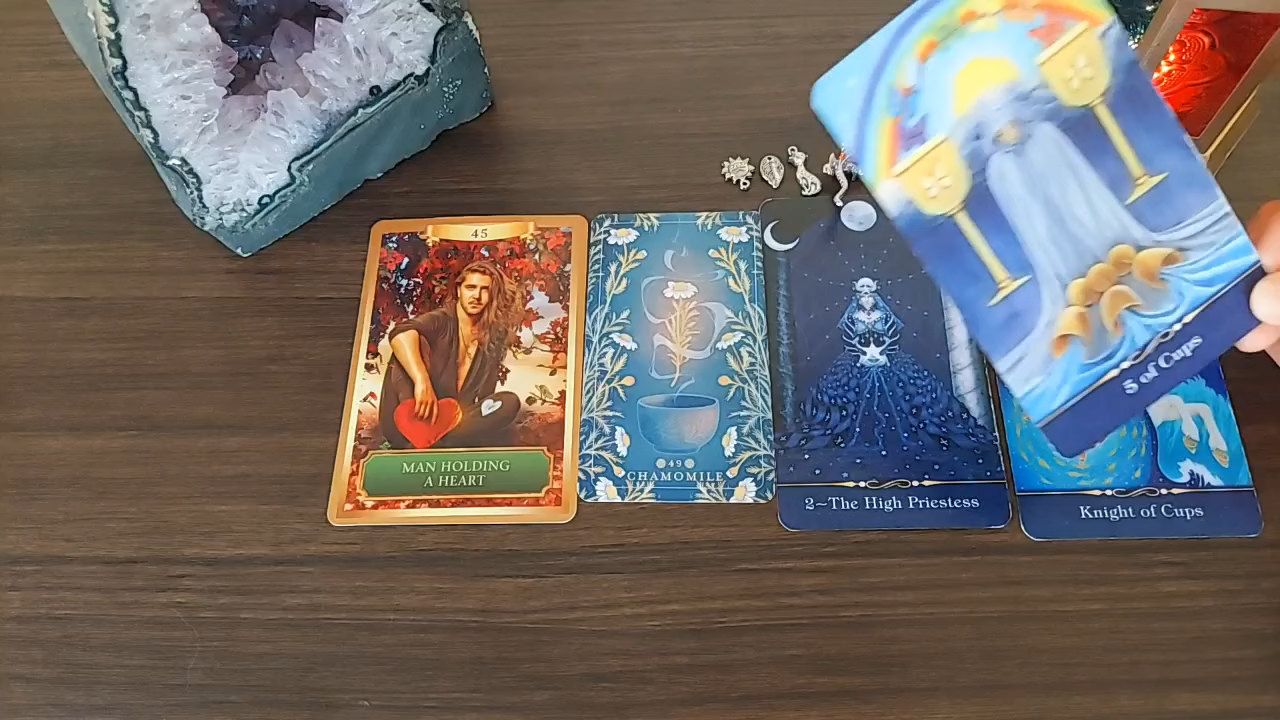 45
MAN HOLDING
A HEART
49
CHAMOMILE
2~The High Priestess
5 of Cups
Knight of Cups